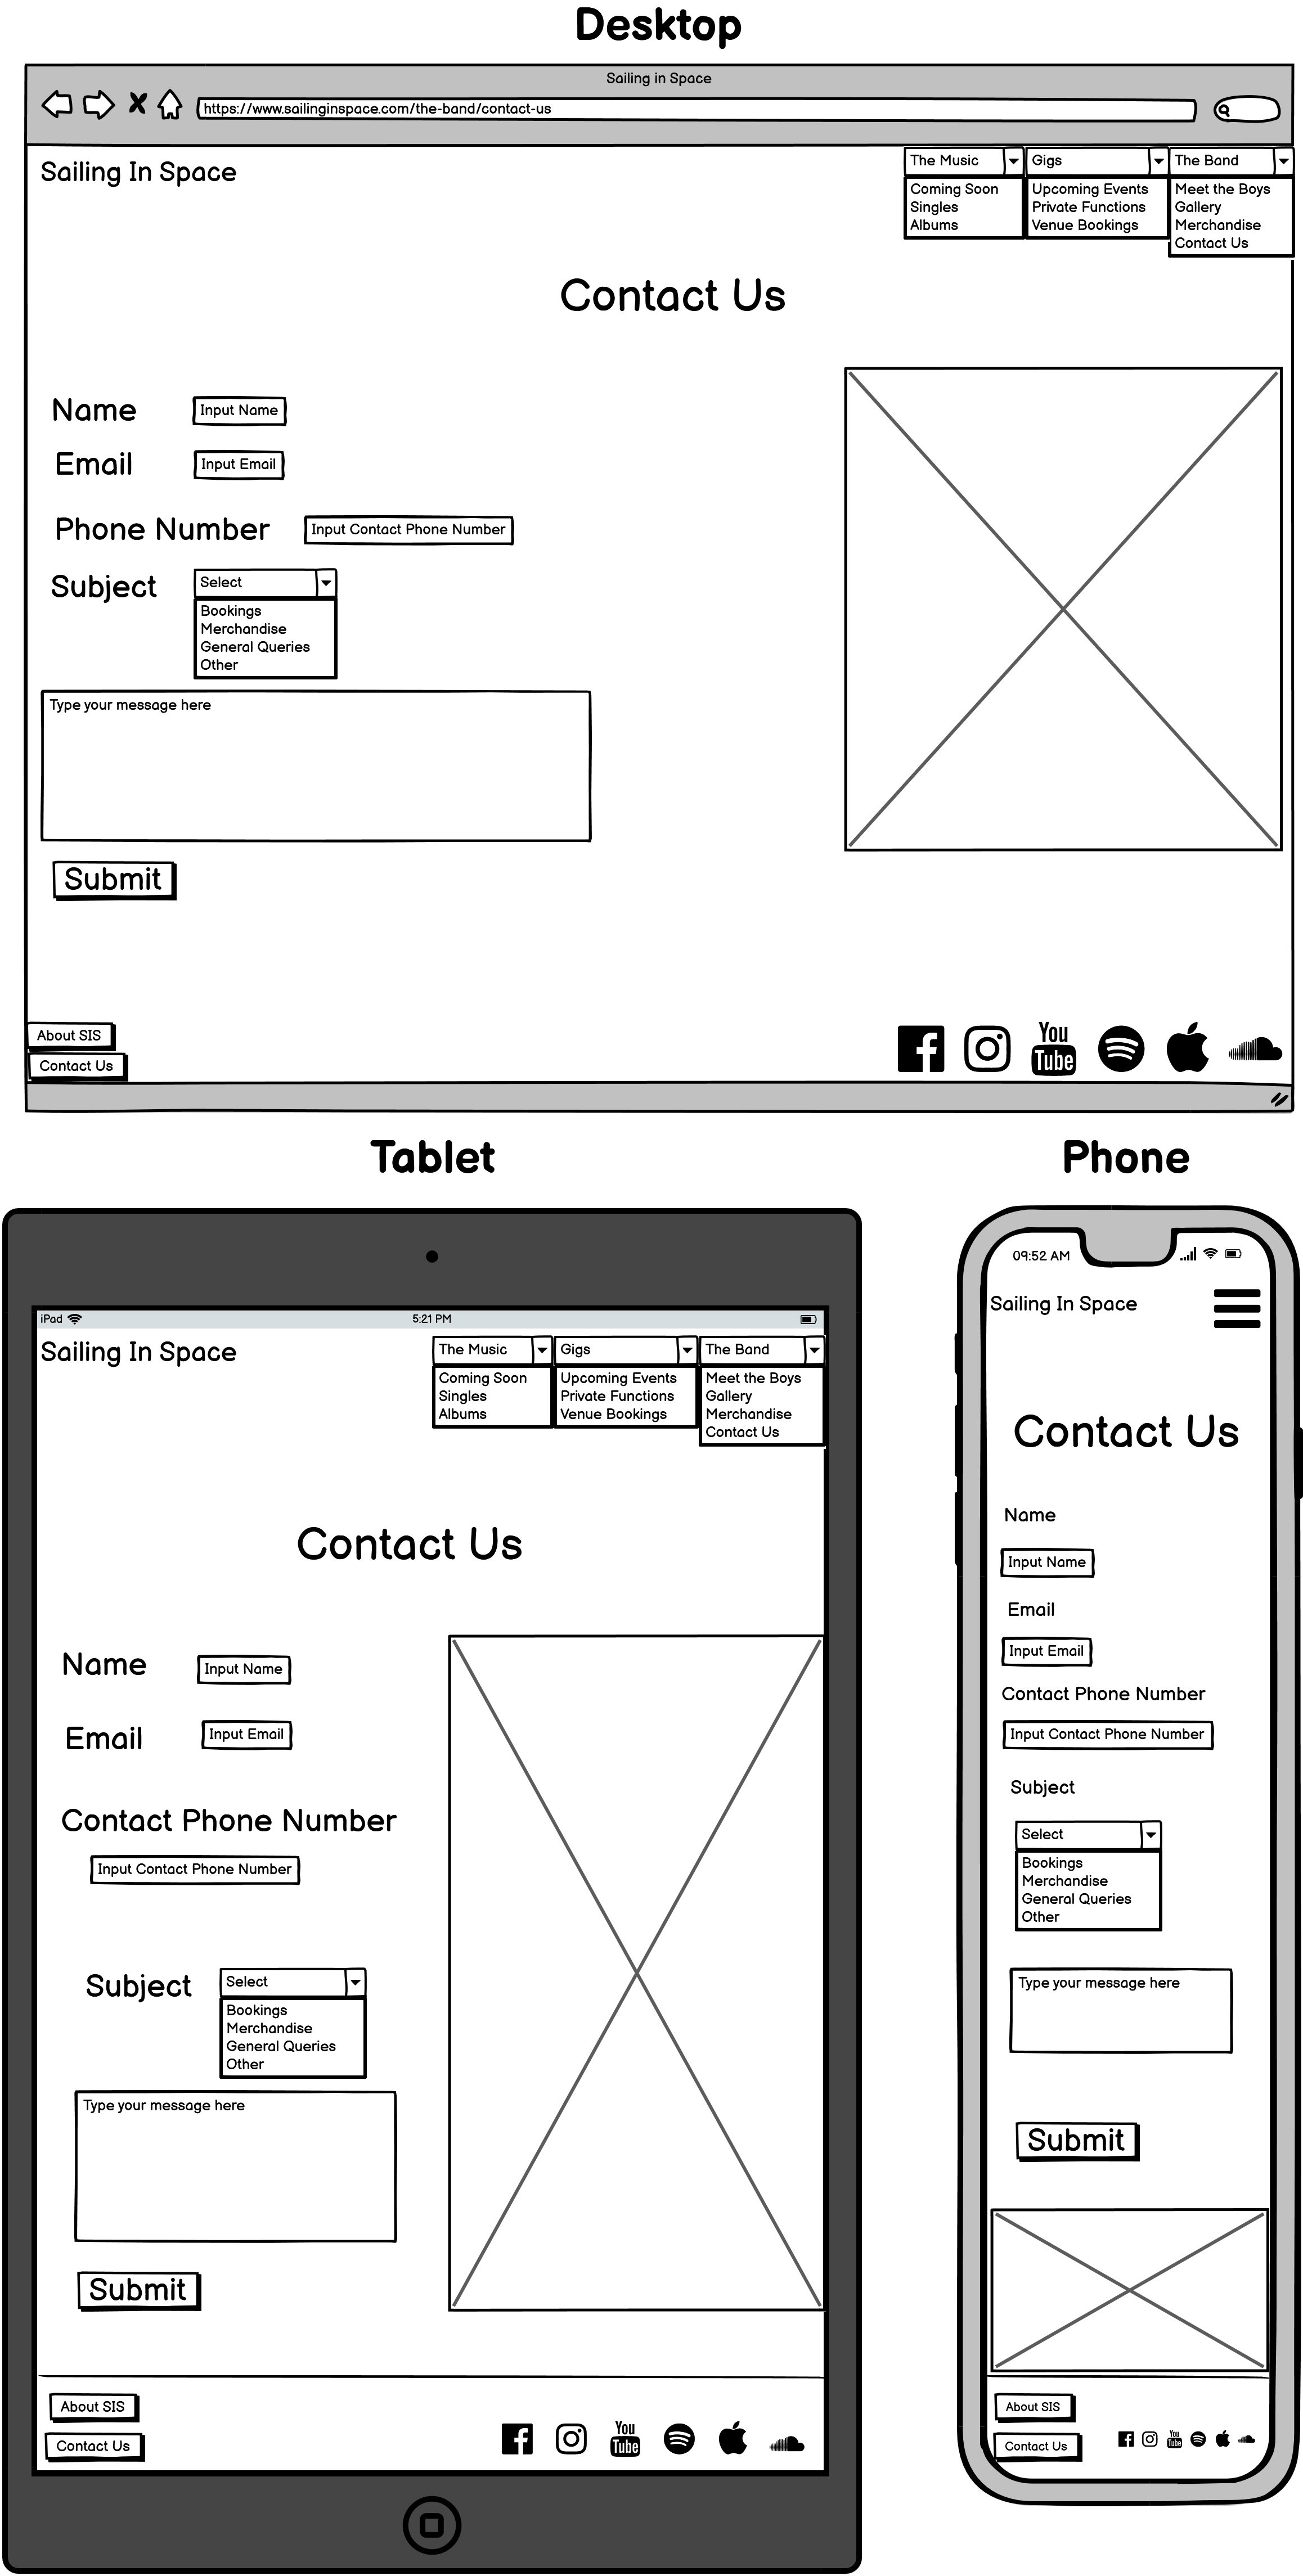 Desktop
Sailing in Space
https://www.sailinginspace.com/the-band/contact-us
Sailing In Space
The Music
Coming Soon
Singles
Albums
Gigs
Upcoming Events
Private Functions
Venue Bookings
The Band
Meet the Boys
Gallery
Merchandise
Contact Us
Contact Us
Name
Input Name
Email
Input Email
Phone Number
Input Contact Phone Number
Subject
Select
Bookings
Merchandise
General Queries
Other
Type your message here
Submit
About SIS
Contact Us
You
Tube
Tablet
iPad
5:21 PM
Sailing In Space
The Music
Coming Soon
Singles
Albums
Gigs
Upcoming Events
Private Functions
Venue Bookings
The Band
Meet the Boys
Gallery
Merchandise
Contact Us
Contact Us
Name
Input Name
Email
Input Email
Contact Phone Number
Input Contact Phone Number
Subject
Select
Bookings
Merchandise
General Queries
Other
Type your message here
Submit
About SIS
Contact Us
You
Tube
Phone
09:52 AM
Sailing In Space
Contact Us
Name
Input Name
Email
Input Email
Contact Phone Number
Input Contact Phone Number
Subject
Select
Bookings
Merchandise
General Queries
Other
Type your message here
Submit
About SIS
Contact Us
You
Tube